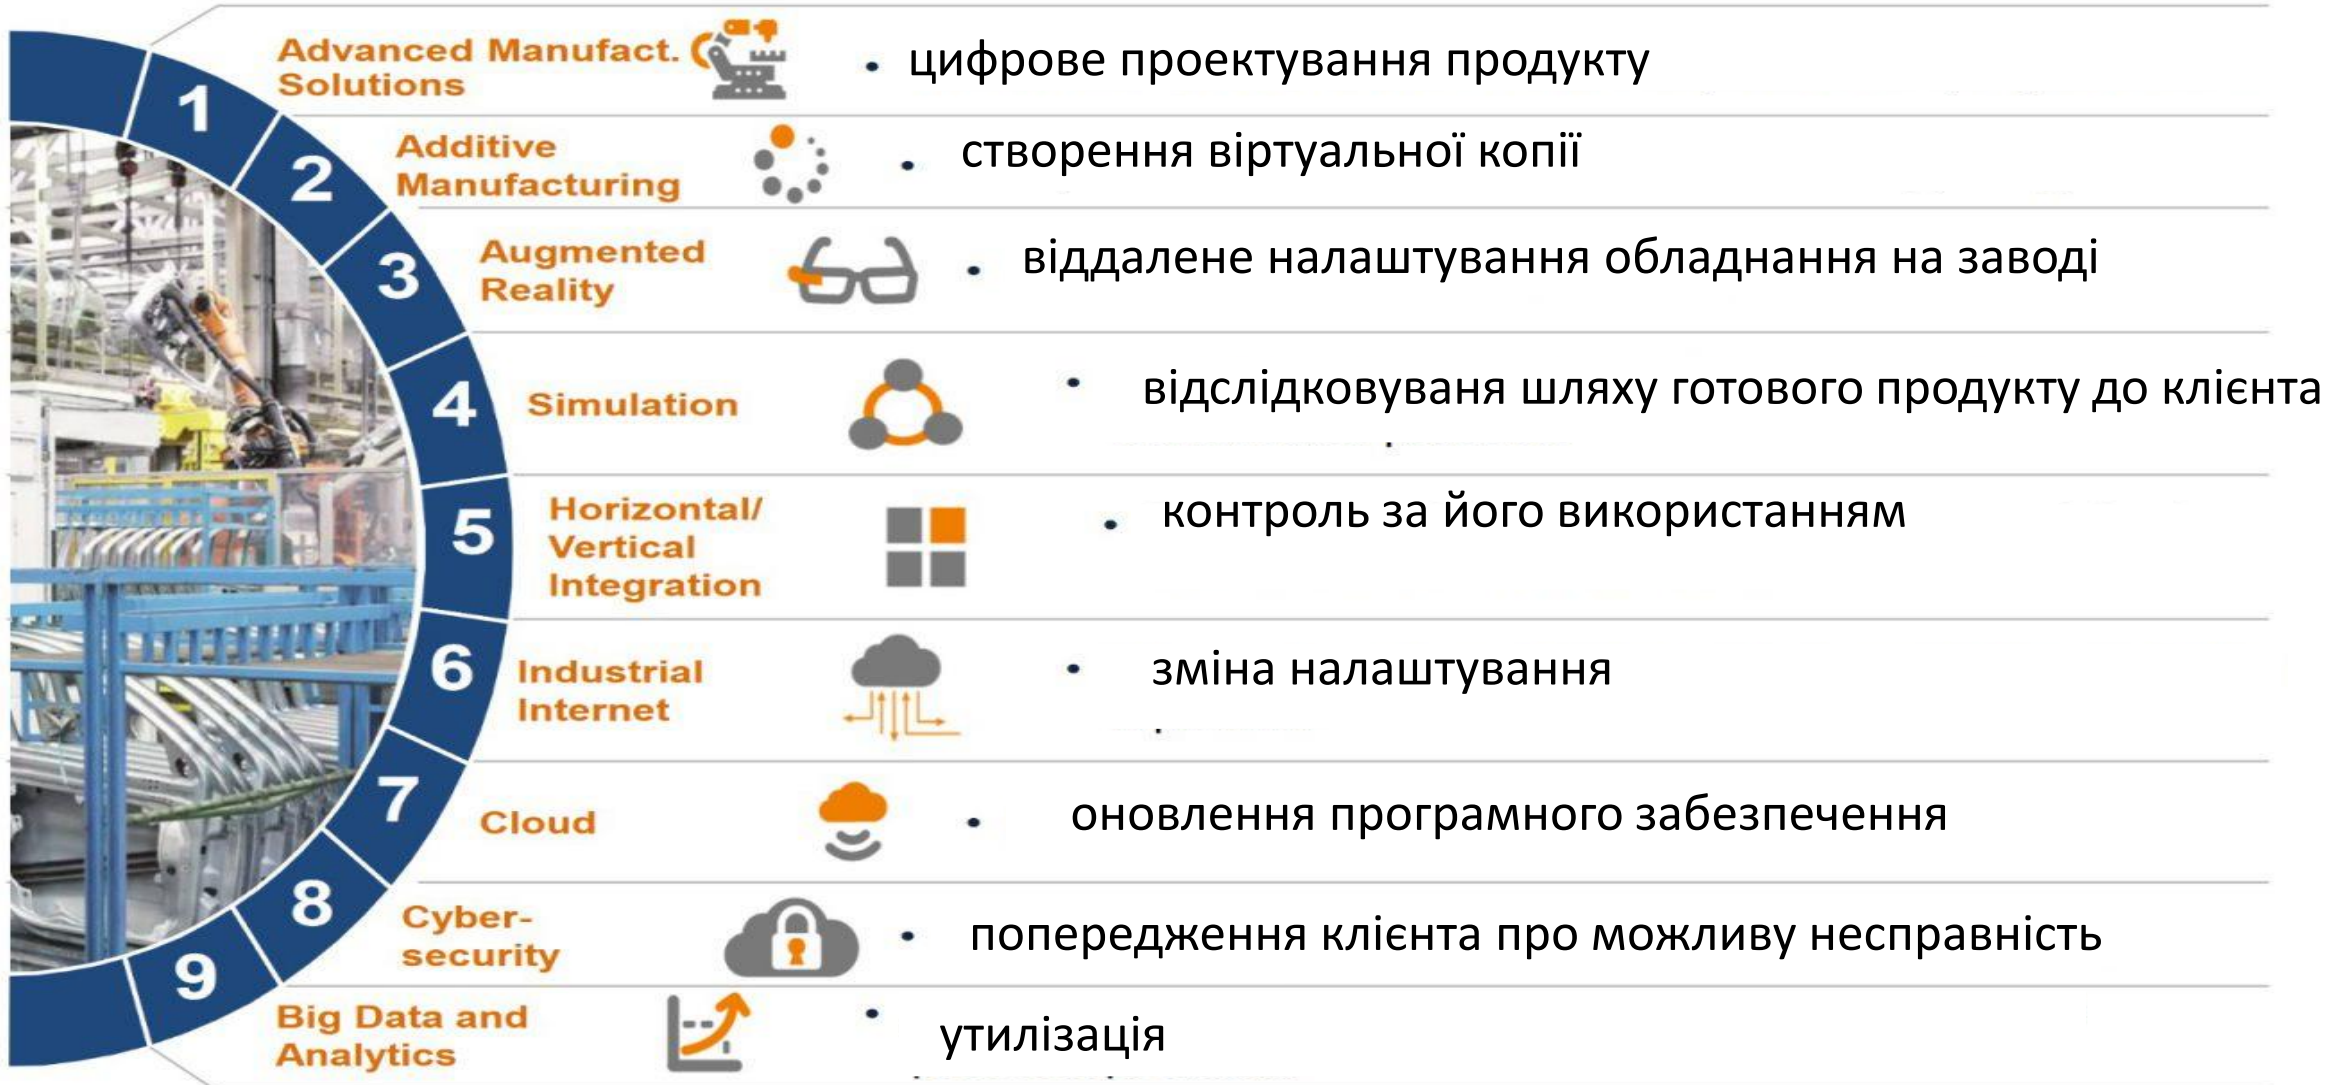 1
Advanced Manufact.
Solutions
• цифрове проектування продукту
2
Additive
Manufacturing
• створення віртуальної копії
3
Augmented
Reality
• віддалене налаштування обладнання на заводі
4
Simulation
• відслідковуваня шляху готового продукту до клієнта
5
Horizontal/
Vertical
Integration
• контроль за його використанням
6
Industrial
Internet
• зміна налаштування
7
Cloud
• оновлення програмного забезпечення
8
Cyber-
security
• попередження клієнта про можливу несправність
9
Big Data and
Analytics
• утилізація